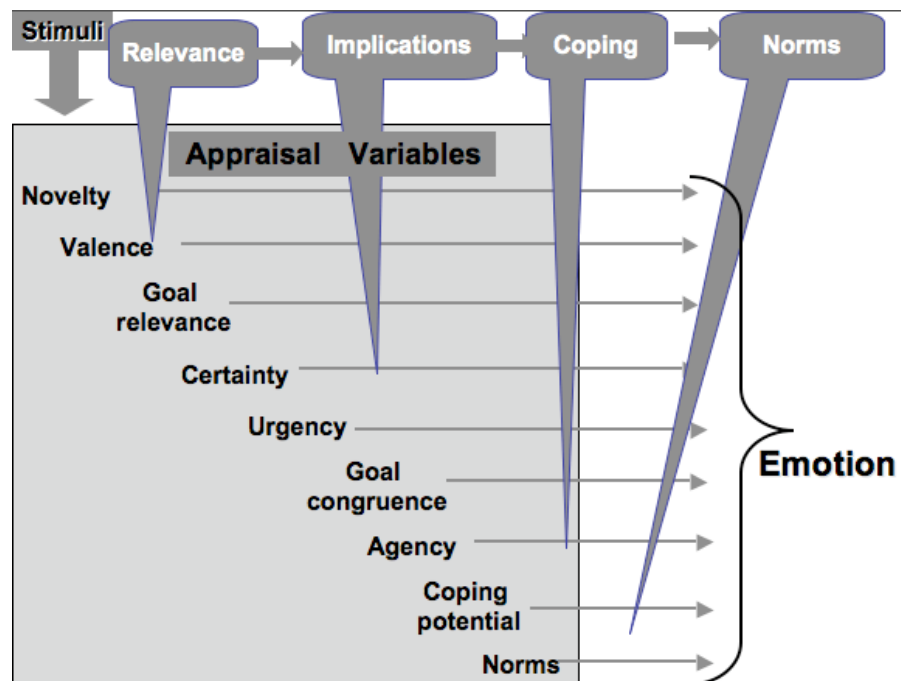 Stimuli
Relevance
Implications
Coping
Norms
Appraisal Variables
Novelty
Valence
Goal
relevance
Certainty
Urgency
Goal
congruence
Emotion
Agency
Coping
potential
Norms